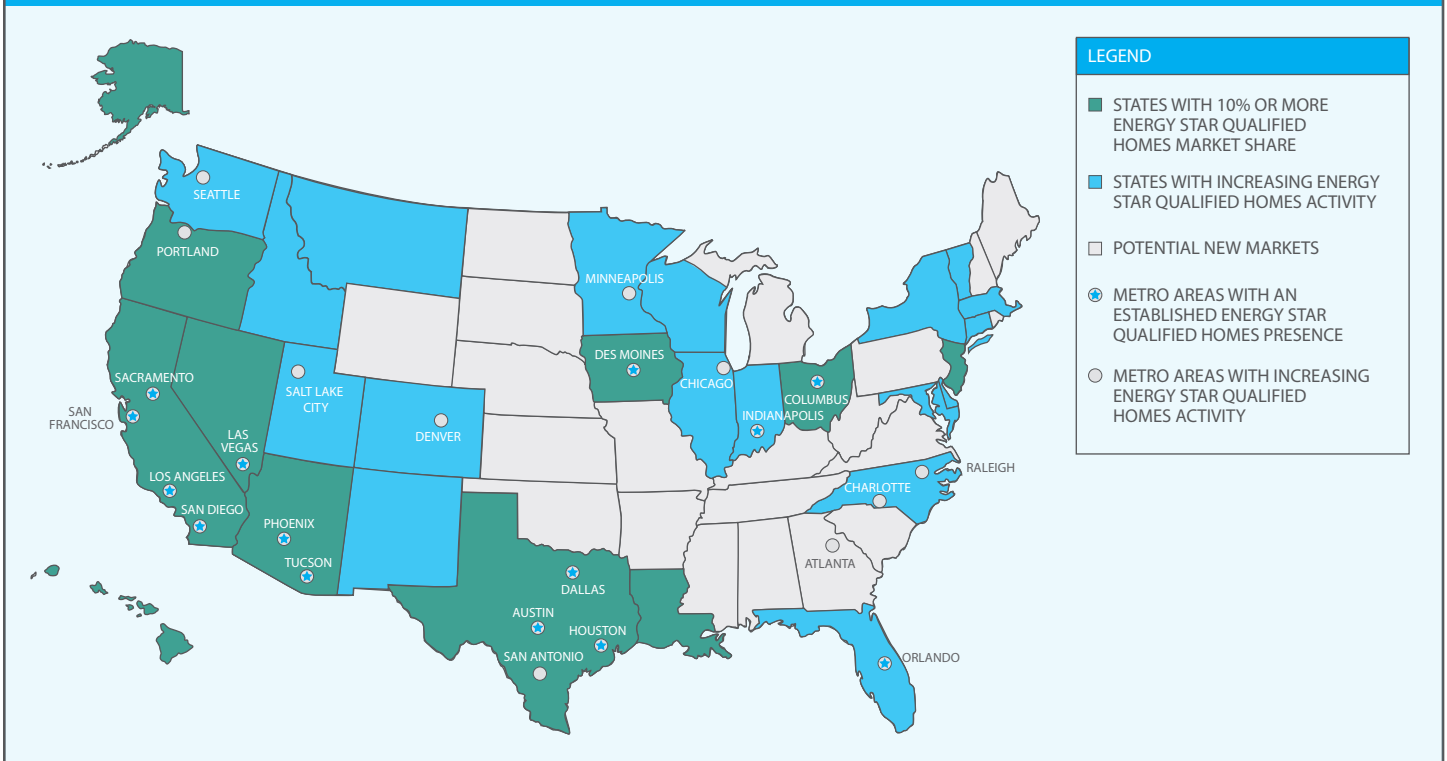 LEGEND
STATES WITH 10% OR MORE
ENERGY STAR QUALIFIED
HOMES MARKET SHARE
STATES WITH INCREASING ENERGY
STAR QUALIFIED HOMES ACTIVITY
POTENTIAL NEW MARKETS
METRO AREAS WITH AN
ESTABLISHED ENERGY STAR
QUALIFIED HOMES PRESENCE
METRO AREAS WITH INCREASING
ENERGY STAR QUALIFIED
HOMES ACTIVITY
SEATTLE
PORTLAND
MINNEAPOLIS
DES MOINES
CHICAGO
COLUMBUS
INDIANAPOLIS
SACRAMENTO
SAN
FRANCISCO
SALT LAKE
CITY
DENVER
LAS
VEGAS
LOS ANGELES
SAN DIEGO
PHOENIX
TUCSON
RALEIGH
CHARLOTTE
ATLANTA
DALLAS
AUSTIN
HOUSTON
SAN ANTONIO
ORLANDO